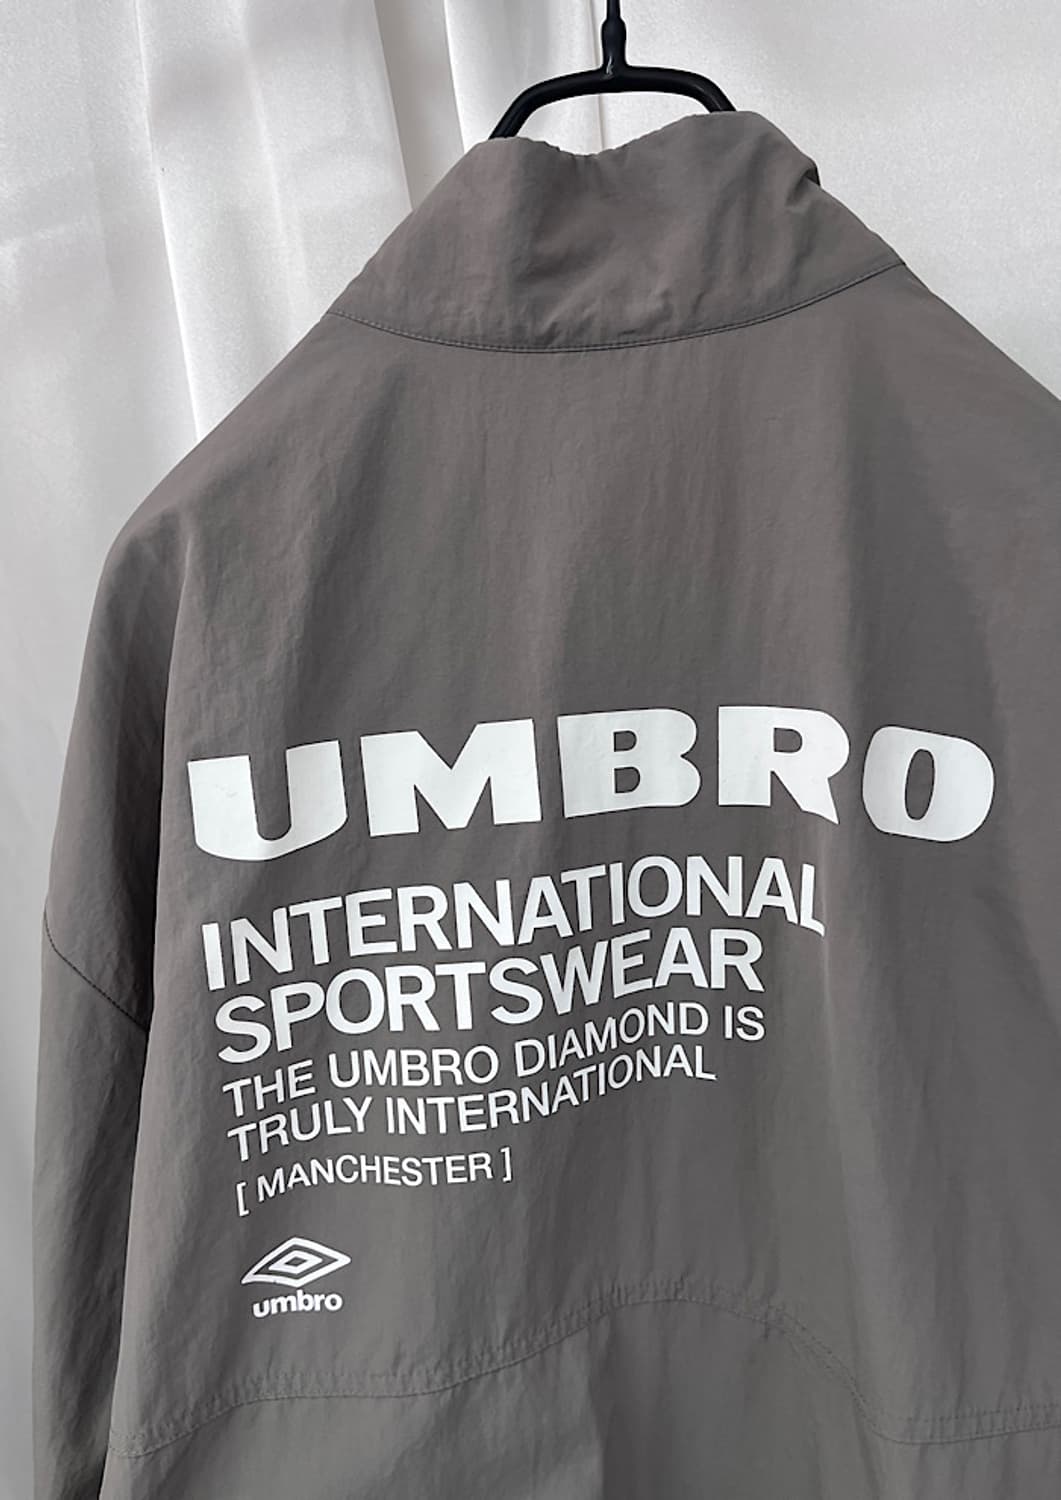 UMBRO
INTERNATIONAL
SPORTSWEAR
THE UMBRO DIAMOND IS
TRULY INTERNATIONAL
[ MANCHESTER ]
umbro